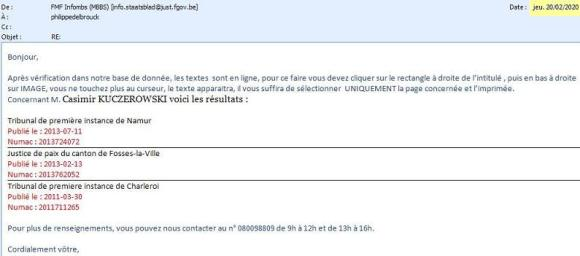 De : FMF Infombs (MBBS) [info.staatsblad@just.fgov.be] Date : jeu. 20/02/2020
À : philippedelbrouck
Cc :
Objet : RE:
Bonjour,
Après vérification dans notre base de donnée, les textes sont en ligne, pour ce faire vous devez cliquer sur le rectangle à droite de l'intitulé , puis en bas à droite
sur IMAGE, vous ne touchez plus au curseur, le texte apparaitra, il vous suffira de sélectionner UNIQUEMENT la page concernée et l'imprimée.
Concernant M. Casimir KUCZEROWSKI voici les résultats :
Tribunal de première instance de Namur
Publié le : 2013-07-11
Numac : 2013724072
Justice de paix du canton de Fosses-la-Ville
Publié le : 2013-02-13
Numac : 2013762052
Tribunal de premiere instance de Charleroi
Publié le : 2011-03-30
Numac : 2011711265
Pour plus de renseignements, vous pouvez nous contacter au n° 080098809 de 9h à 12h et de 13h à 16h.
Cordialement vôtre,